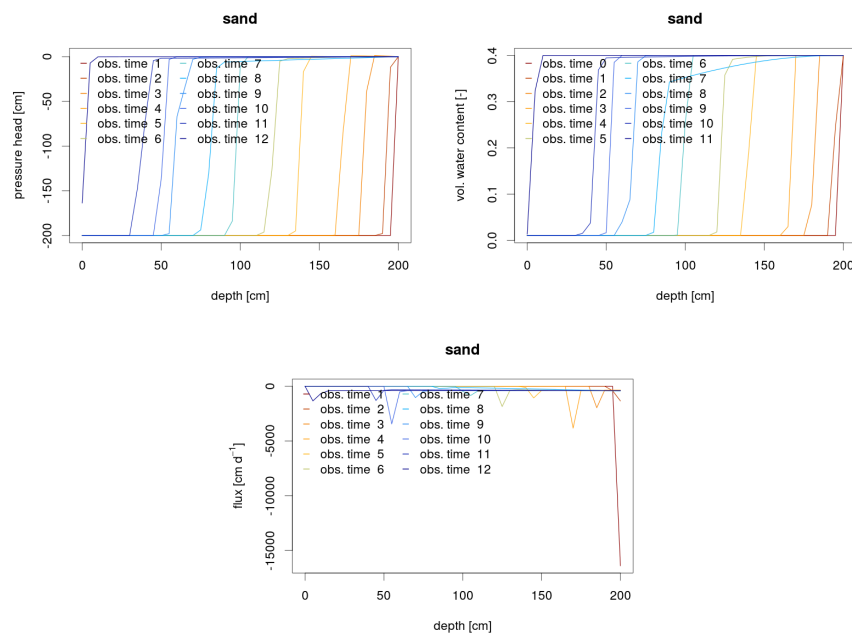 sand
pressure head [cm]
0
-50
-100
-150
-200
obs. time 1
obs. time 2
obs. time 3
obs. time 4
obs. time 5
obs. time 6
obs. time 7
obs. time 8
obs. time 9
obs. time 10
obs. time 11
obs. time 12
0 50 100 150 200
depth [cm]
sand
vol. water content [-]
0.4
0.3
0.2
0.1
0.0
obs. time 0
obs. time 1
obs. time 2
obs. time 3
obs. time 4
obs. time 5
obs. time 6
obs. time 7
obs. time 8
obs. time 9
obs. time 10
obs. time 11
0 50 100 150 200
depth [cm]
sand
flux [cm d⁻¹]
0
-5000
-10000
-15000
obs. time 1
obs. time 2
obs. time 3
obs. time 4
obs. time 5
obs. time 6
obs. time 7
obs. time 8
obs. time 9
obs. time 10
obs. time 11
obs. time 12
0 50 100 150 200
depth [cm]